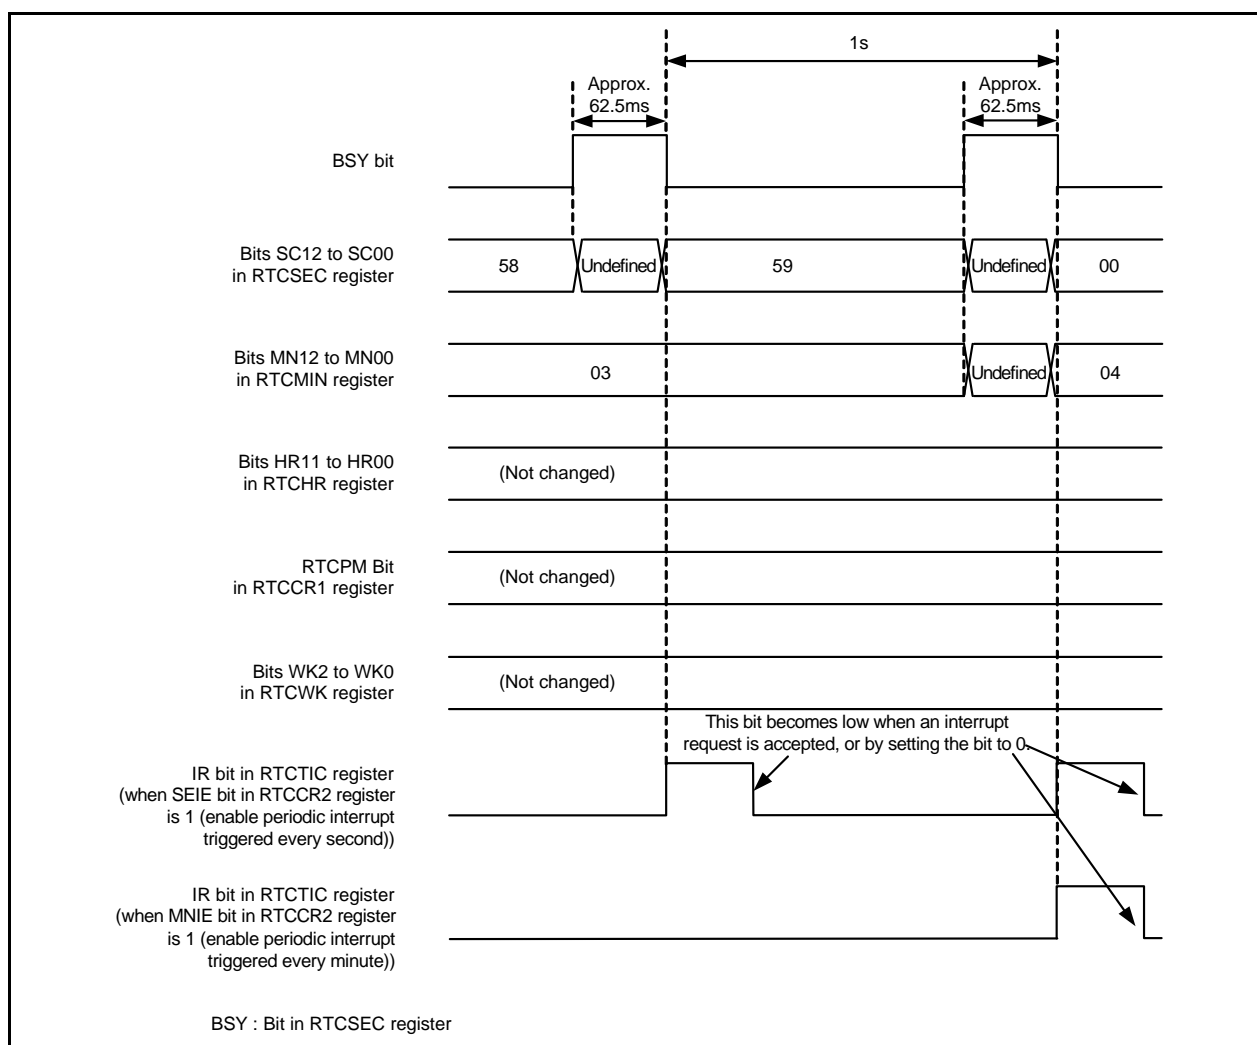 1s
Approx.
62.5ms
Approx.
62.5ms
BSY bit
Bits SC12 to SC00
in RTCSEC register
58
Undefined
59
Undefined
00
Bits MN12 to MN00
in RTCMIN register
03
Undefined
04
Bits HR11 to HR00
in RTCHR register
(Not changed)
RTCPM Bit
in RTCCR1 register
(Not changed)
Bits WK2 to WK0
in RTCWK register
(Not changed)
This bit becomes low when an interrupt
request is accepted, or by setting the bit to 0.
IR bit in RTCTIC register
(when SEIE bit in RTCCR2 register
is 1 (enable periodic interrupt
triggered every second))
IR bit in RTCTIC register
(when MNIE bit in RTCCR2 register
is 1 (enable periodic interrupt
triggered every minute))
BSY : Bit in RTCSEC register